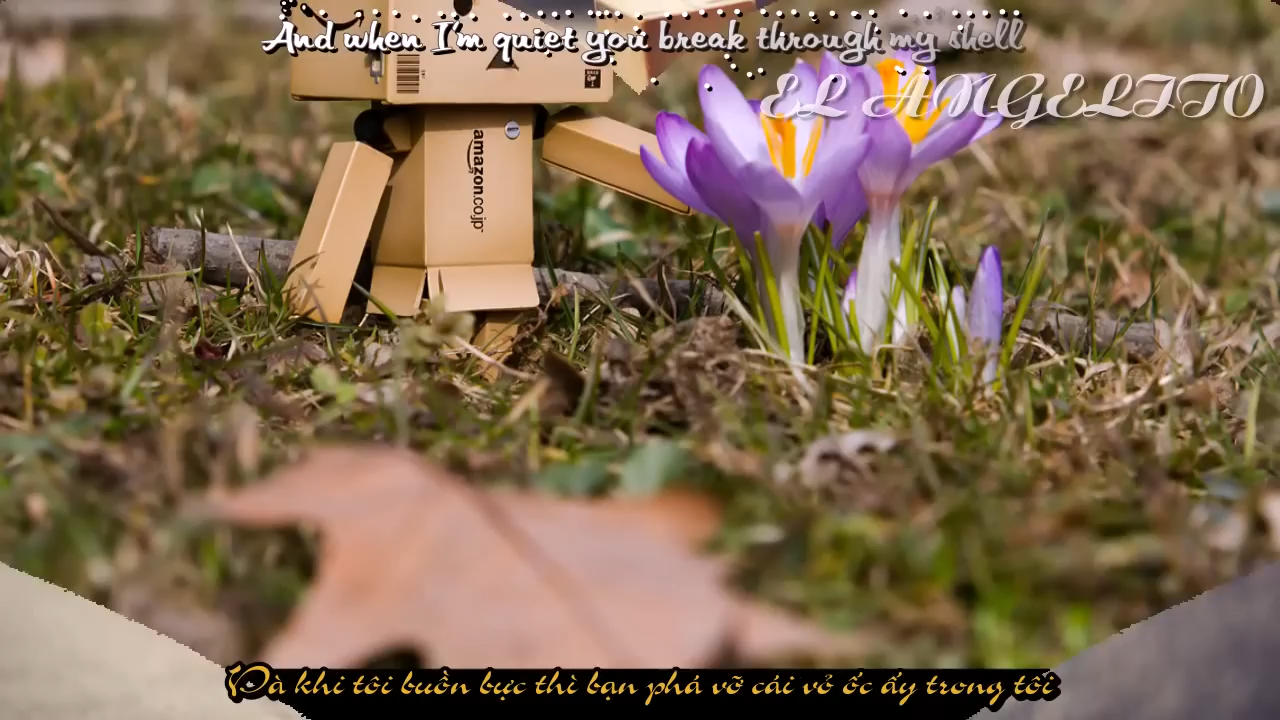 And when I'm quiet you break through my shell
EL ANGELITO
amazon.co.jp
Và khi tôi buồn bực thì bạn phá vỡ cái vỏ ốc ấy trong tôi